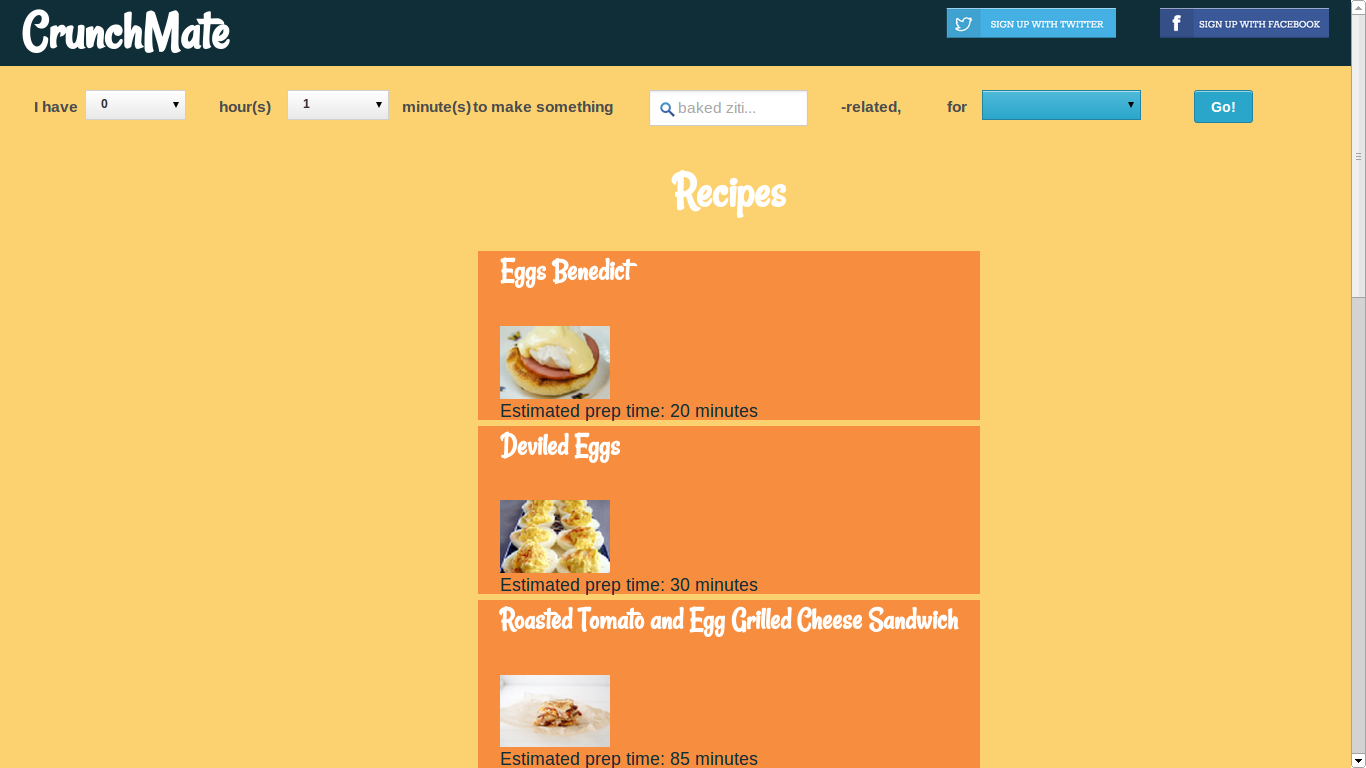 CrunchMate
SIGN UP WITH TWITTER
SIGN UP WITH FACEBOOK
I have 0 hour(s) 1 minute(s) to make something baked ziti... -related, for Go!
Recipes
Eggs Benedict
Estimated prep time: 20 minutes
Deviled Eggs
Estimated prep time: 30 minutes
Roasted Tomato and Egg Grilled Cheese Sandwich
Estimated prep time: 85 minutes